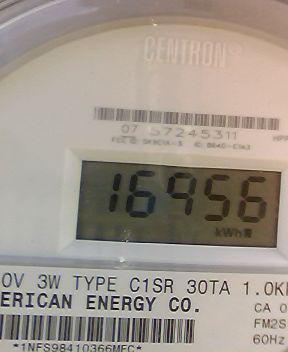 CENTRON®
07 57245311
16956
kWh
0V 3W TYPE C1SR 30TA 1.0K
ERICAN ENERGY CO.
CA 0
FM2S
60Hz
*1NFS98410366MFC*